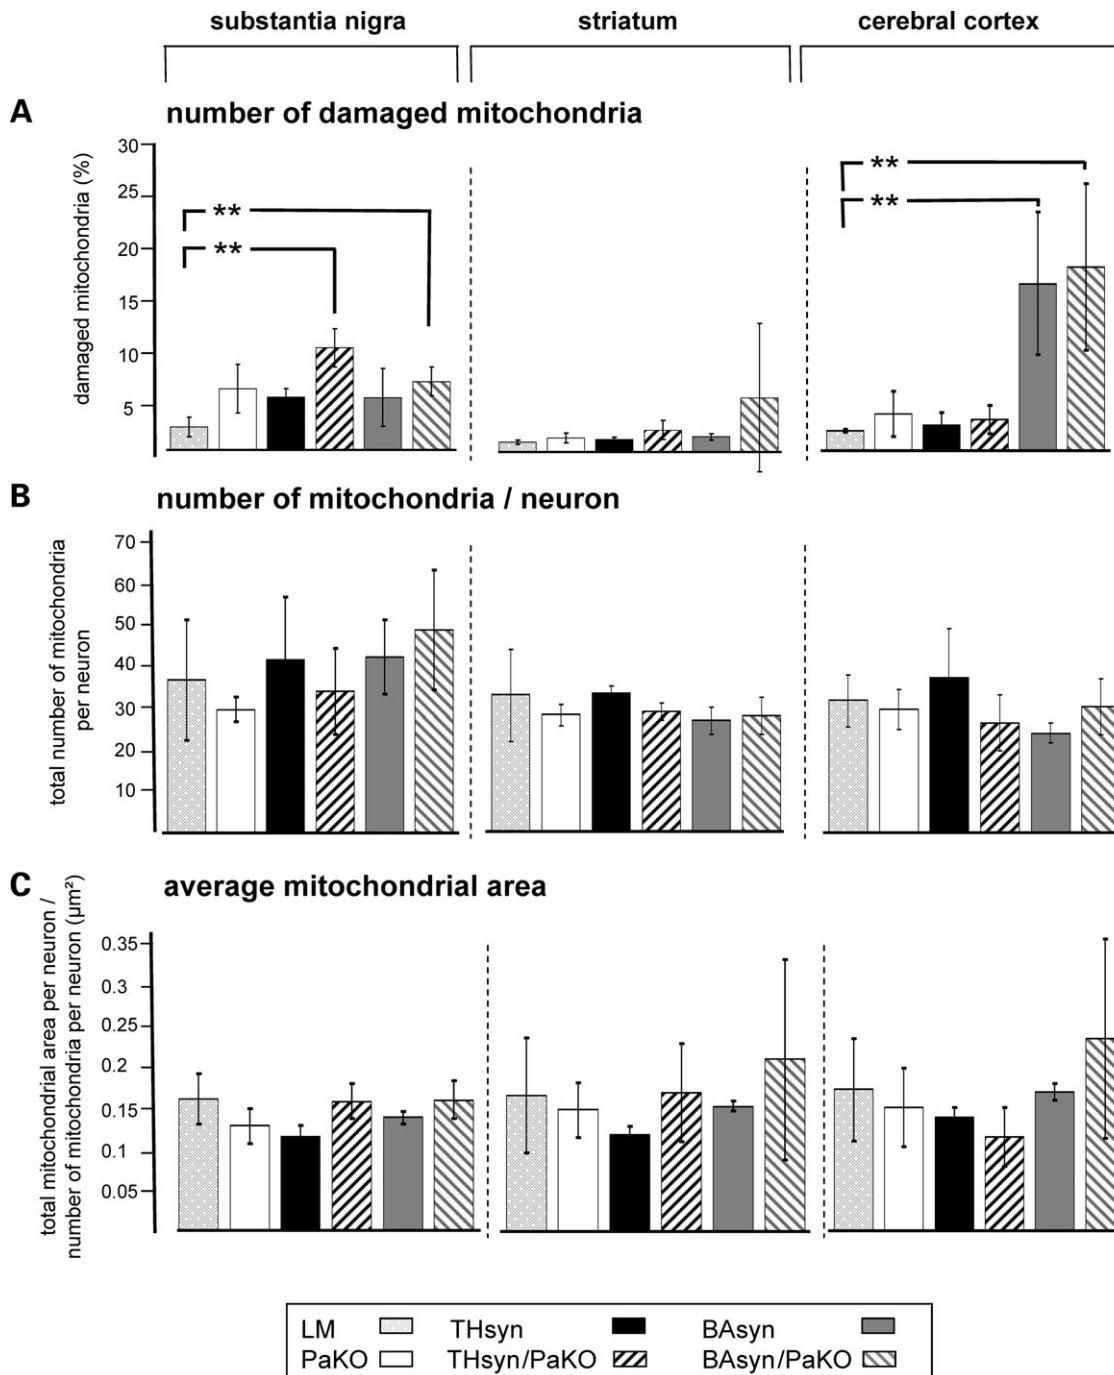 substantia nigra striatum cerebral cortex
A number of damaged mitochondria
damaged mitochondria (%)
30
25
20
15
10
5
** **
** **
B number of mitochondria / neuron
total number of mitochondria
per neuron
70
60
50
40
30
20
10
C average mitochondrial area
total mitochondrial area per neuron /
number of mitochondria per neuron (µm²)
0.35
0.3
0.25
0.2
0.15
0.1
0.05
LM THsyn BAsyn
PaKO THsyn/PaKO BAsyn/PaKO